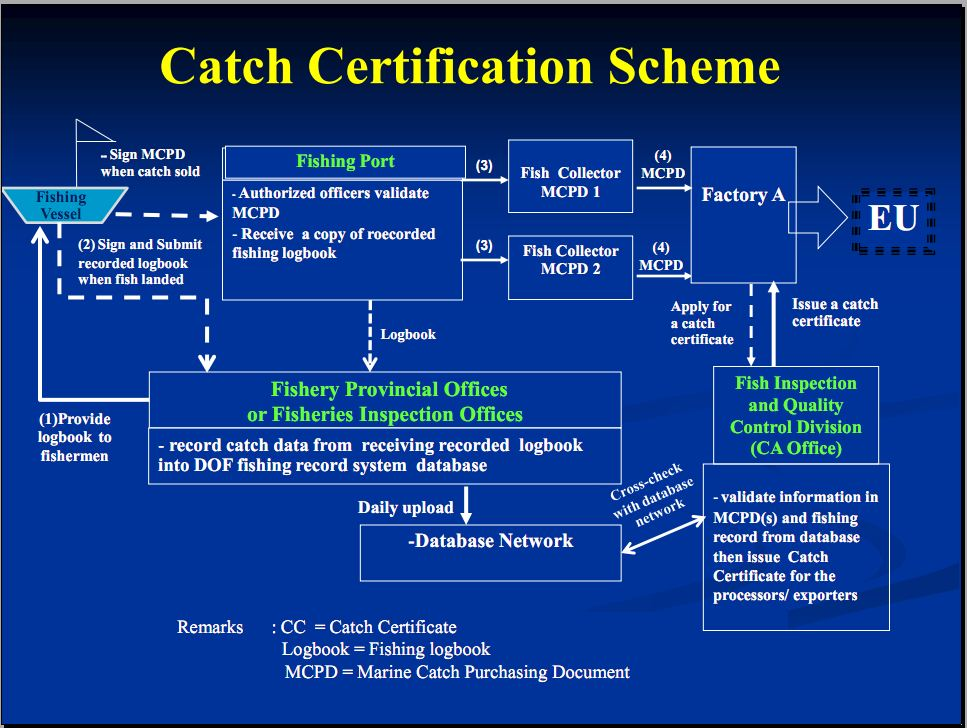 Catch Certification Scheme
- Sign MCPD
when catch sold
Fishing
Vessel
Fishing Port
- Authorized officers validate
MCPD
- Receive a copy of roecorded
fishing logbook
(3)
(3)
Fish Collector
MCPD 1
Fish Collector
MCPD 2
(4)
MCPD
(4)
MCPD
Factory A
EU
(2) Sign and Submit
recorded logbook
when fish landed
Logbook
Apply for
a catch
certificate
Issue a catch
certificate
(1)Provide
logbook to
fishermen
Fishery Provincial Offices
or Fisheries Inspection Offices
- record catch data from receiving recorded logbook
into DOF fishing record system database
Fish Inspection
and Quality
Control Division
(CA Office)
- validate information in
MCPD(s) and fishing
record from database
then issue Catch
Certificate for the
processors/ exporters
Daily upload
Cross-check
with database
network
-Database Network
Remarks : CC = Catch Certificate
Logbook = Fishing logbook
MCPD = Marine Catch Purchasing Document